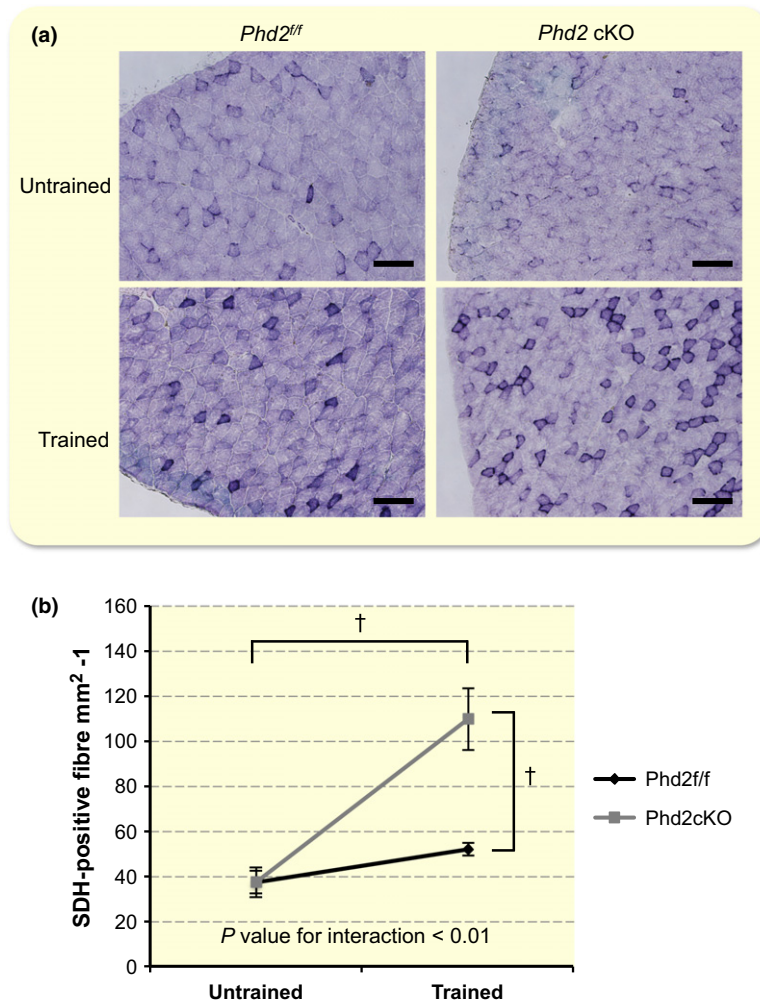 (a)
Phd2f/f
Phd2 cKO
Untrained
Trained
(b)
SDH-positive fibre mm² -1
160
140
120
100
80
60
40
20
0
†
†
P value for interaction < 0.01
Untrained
Trained
Phd2f/f
Phd2cKO